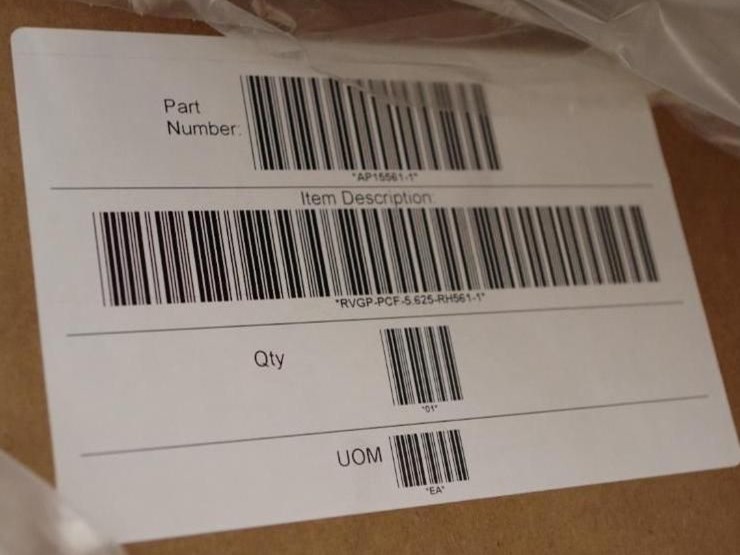 Part
Number:
*AP15561-1*
Item Description:
*RVGP-PCF-5.625-RH561-1*
Qty
*01*
UOM
*EA*